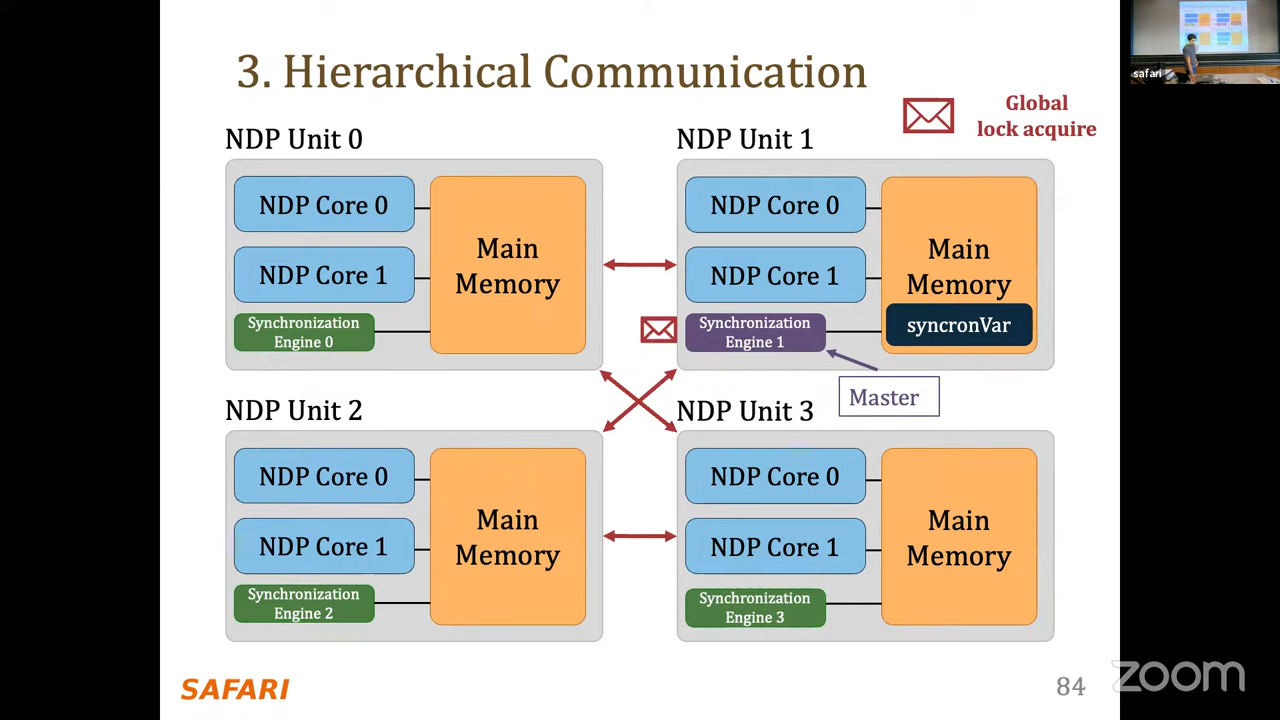 3. Hierarchical Communication
safari
Global
lock acquire
NDP Unit 0
NDP Core 0
NDP Core 1
Synchronization
Engine 0
Main
Memory
NDP Unit 1
NDP Core 0
NDP Core 1
Synchronization
Engine 1
Main
Memory
syncronVar
Master
NDP Unit 2
NDP Core 0
NDP Core 1
Synchronization
Engine 2
Main
Memory
NDP Unit 3
NDP Core 0
NDP Core 1
Synchronization
Engine 3
Main
Memory
SAFARI
84
zoom